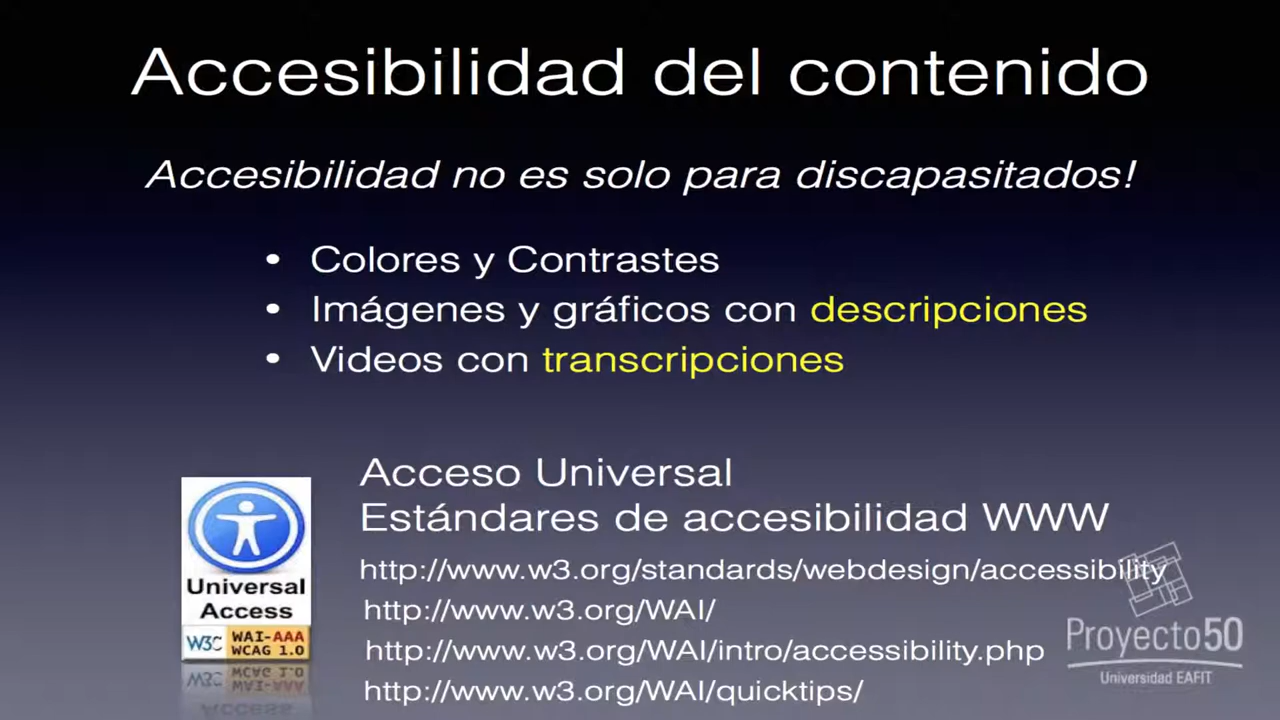 Accesibilidad del contenido
Accesibilidad no es solo para discapasitados!
• Colores y Contrastes
• Imágenes y gráficos con descripciones
• Videos con transcripciones
Acceso Universal
Estándares de accesibilidad WWW
http://www.w3.org/standards/webdesign/accessibility
http://www.w3.org/WAI/
http://www.w3.org/WAI/intro/accessibility.php
http://www.w3.org/WAI/quicktips/
Universal
Access
W3C WAI-AAA
WCAG 1.0
Proyecto50
Universidad EAFIT